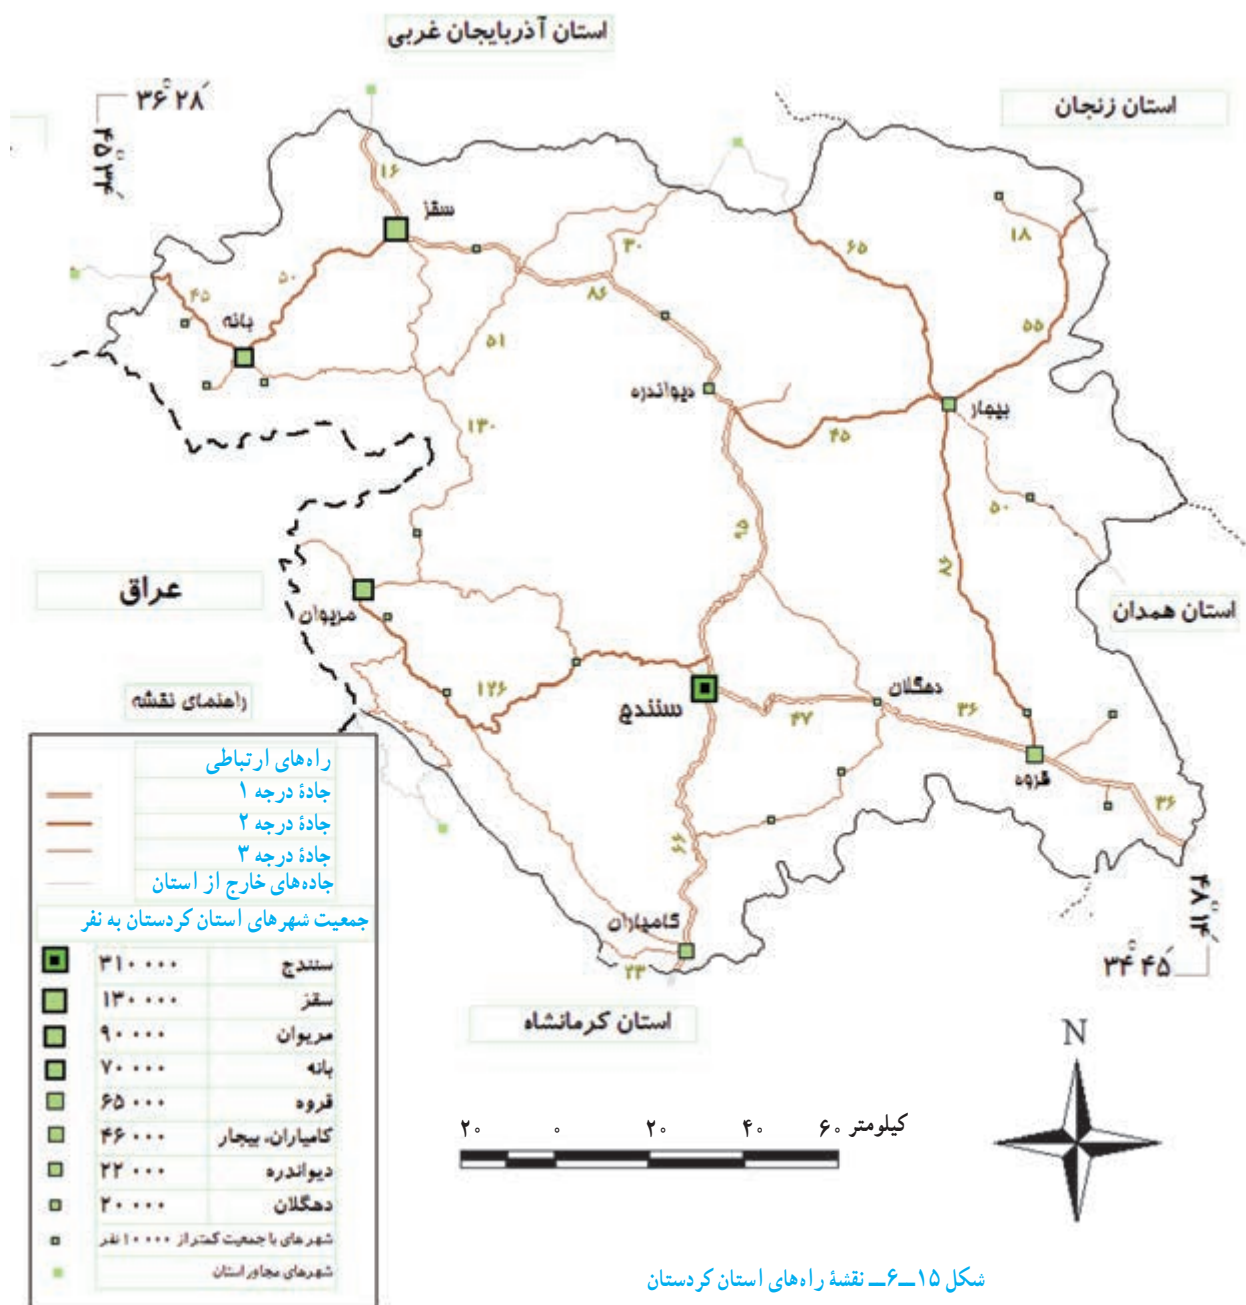 استان آذربایجان غربی
استان زنجان
۳۶° ۲۸′
۴۵° ۳۴′
۱۶
سقز
۳۰
۶۵
۱۸
۵۰
۴۵
بانه
۸۶
۵۱
۵۵
دیواندره
بیجار
۱۳۰
۴۵
۵۰
۹۵
عراق
مریوان
استان همدان
راهنمای نقشه
۱۲۶
سنندج
دهگلان
۳۶
۴۷
قروه
۳۶
۶۶
کامیاران
۲۳
۴۸° ۱۴′
۳۴° ۴۵′
استان کرمانشاه
راه‌های ارتباطی
جادهٔ درجه ۱
جادهٔ درجه ۲
جادهٔ درجه ۳
جاده‌های خارج از استان
جمعیت شهرهای استان کردستان به نفر
سنندج ۳۱۰۰۰۰
سقز ۱۳۰۰۰۰
مریوان ۹۰۰۰۰
بانه ۷۰۰۰۰
قروه ۶۵۰۰۰
کامیاران، بیجار ۴۶۰۰۰
دیواندره ۲۲۰۰۰
دهگلان ۲۰۰۰۰
شهرهای با جمعیت کمتر از ۱۰۰۰۰ نفر
شهرهای مجاور استان
N
۲۰ ۰ ۲۰ ۴۰ ۶۰ کیلومتر
شکل ۱۵ــ۶ــ نقشهٔ راه‌های استان کردستان